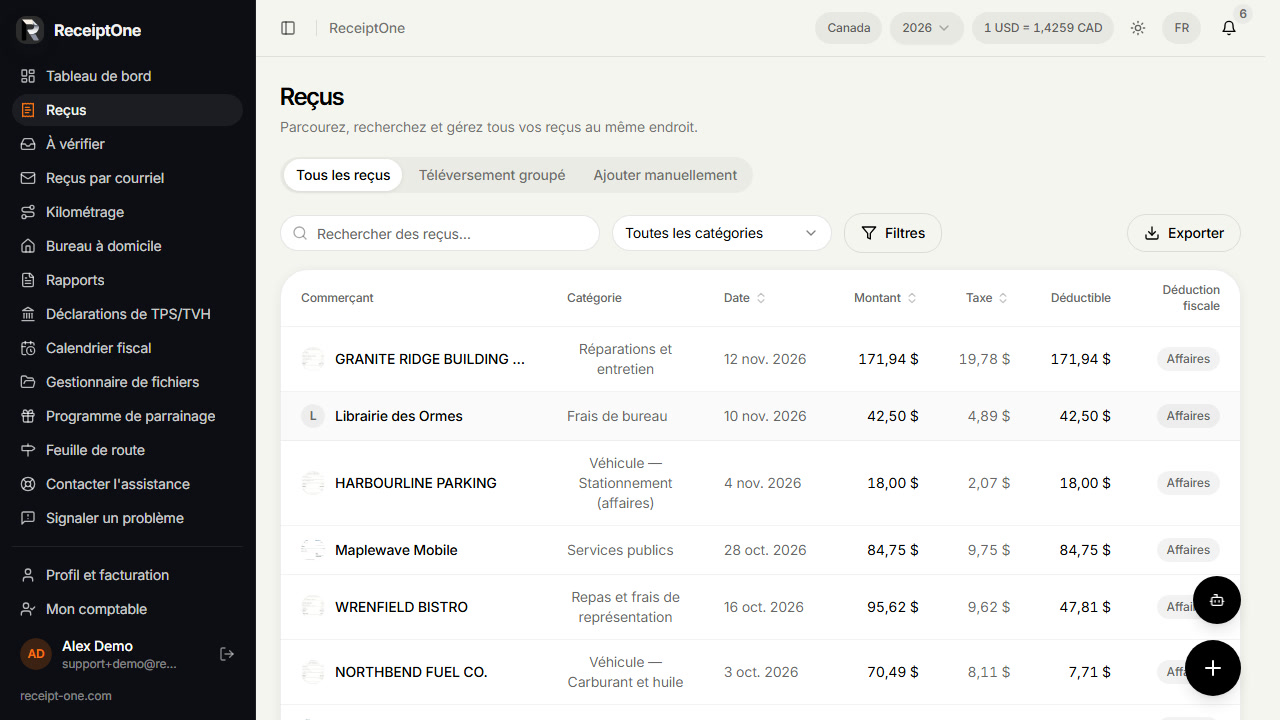 ReceiptOne
Tableau de bord
Reçus
À vérifier
Reçus par courriel
Kilométrage
Bureau à domicile
Rapports
Déclarations de TPS/TVH
Calendrier fiscal
Gestionnaire de fichiers
Programme de parrainage
Feuille de route
Contacter l'assistance
Signaler un problème
Profil et facturation
Mon compte
AD
Alex Demo
support+demo@re...
receipt-one.com
ReceiptOne
Canada
2026
1 USD = 1,4259 CAD
FR
6
Reçus
Parcourez, recherchez et gérez tous vos reçus au même endroit.
Tous les reçus Téléversement groupé Ajouter manuellement
Rechercher des reçus...
Toutes les catégories
Filtres
Exporter
Commerçant Catégorie Date Montant Taxe Déductible Déduction
fiscale
GRANITE RIDGE BUILDING ... Réparations et
entretien 12 nov. 2026 171,94 $ 19,78 $ 171,94 $ Affaires
L Librairie des Ormes Frais de bureau 10 nov. 2026 42,50 $ 4,89 $ 42,50 $ Affaires
HARBOURLINE PARKING Véhicule —
Stationnement
(affaires) 4 nov. 2026 18,00 $ 2,07 $ 18,00 $ Affaires
Maplewave Mobile Services publics 28 oct. 2026 84,75 $ 9,75 $ 84,75 $ Affaires
WRENFIELD BISTRO Repas et frais de
représentation 16 oct. 2026 95,62 $ 9,62 $ 47,81 $
NORTHBEND FUEL CO. Véhicule —
Carburant et huile 3 oct. 2026 70,49 $ 8,11 $ 7,71 $